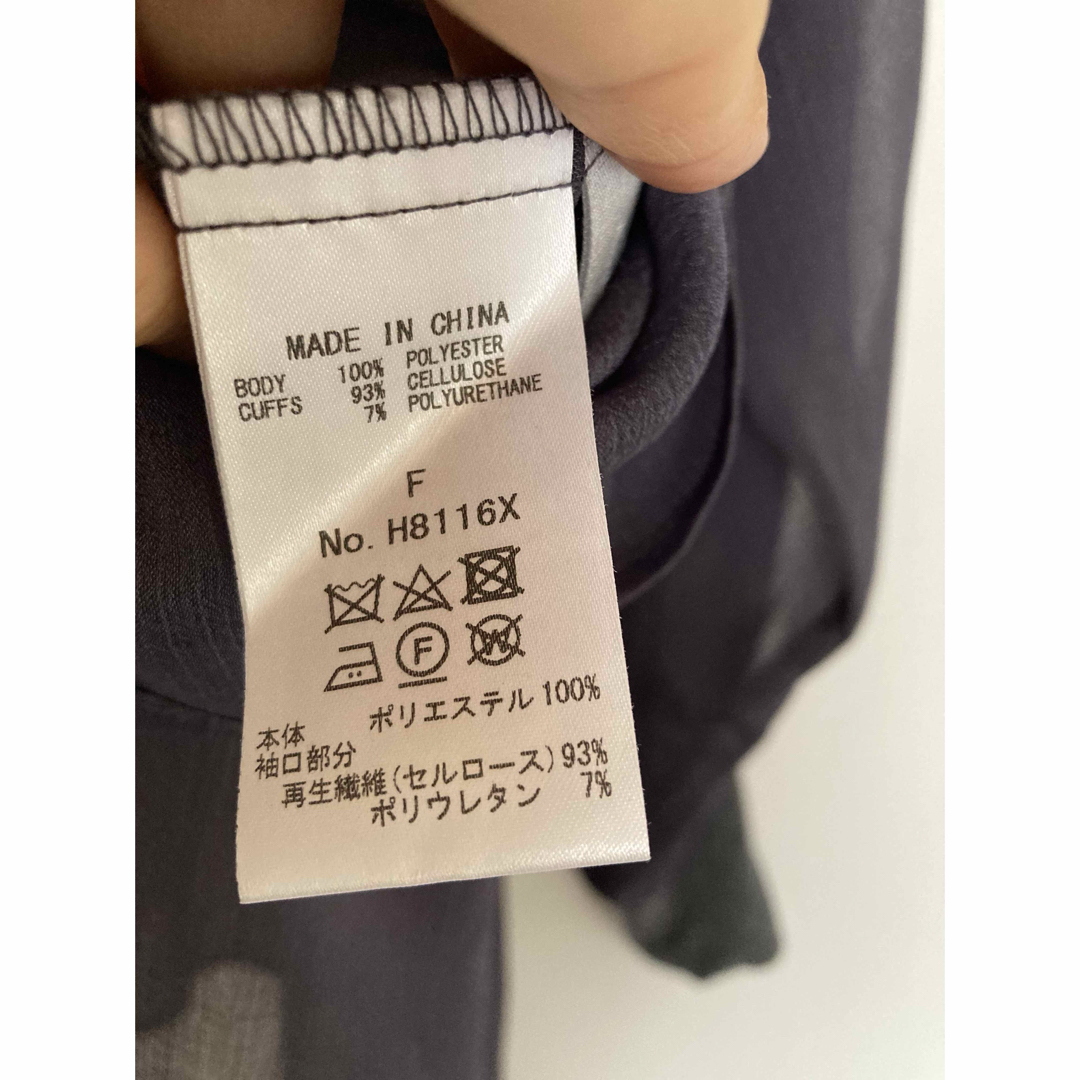 MADE IN CHINA
BODY 100% POLYESTER
CUFFS 93% CELLULOSE
7% POLYURETHANE
F
No. H8116X
F
W
本体 ポリエステル 100%
袖口部分
再生繊維(セルロース) 93%
ポリウレタン 7%